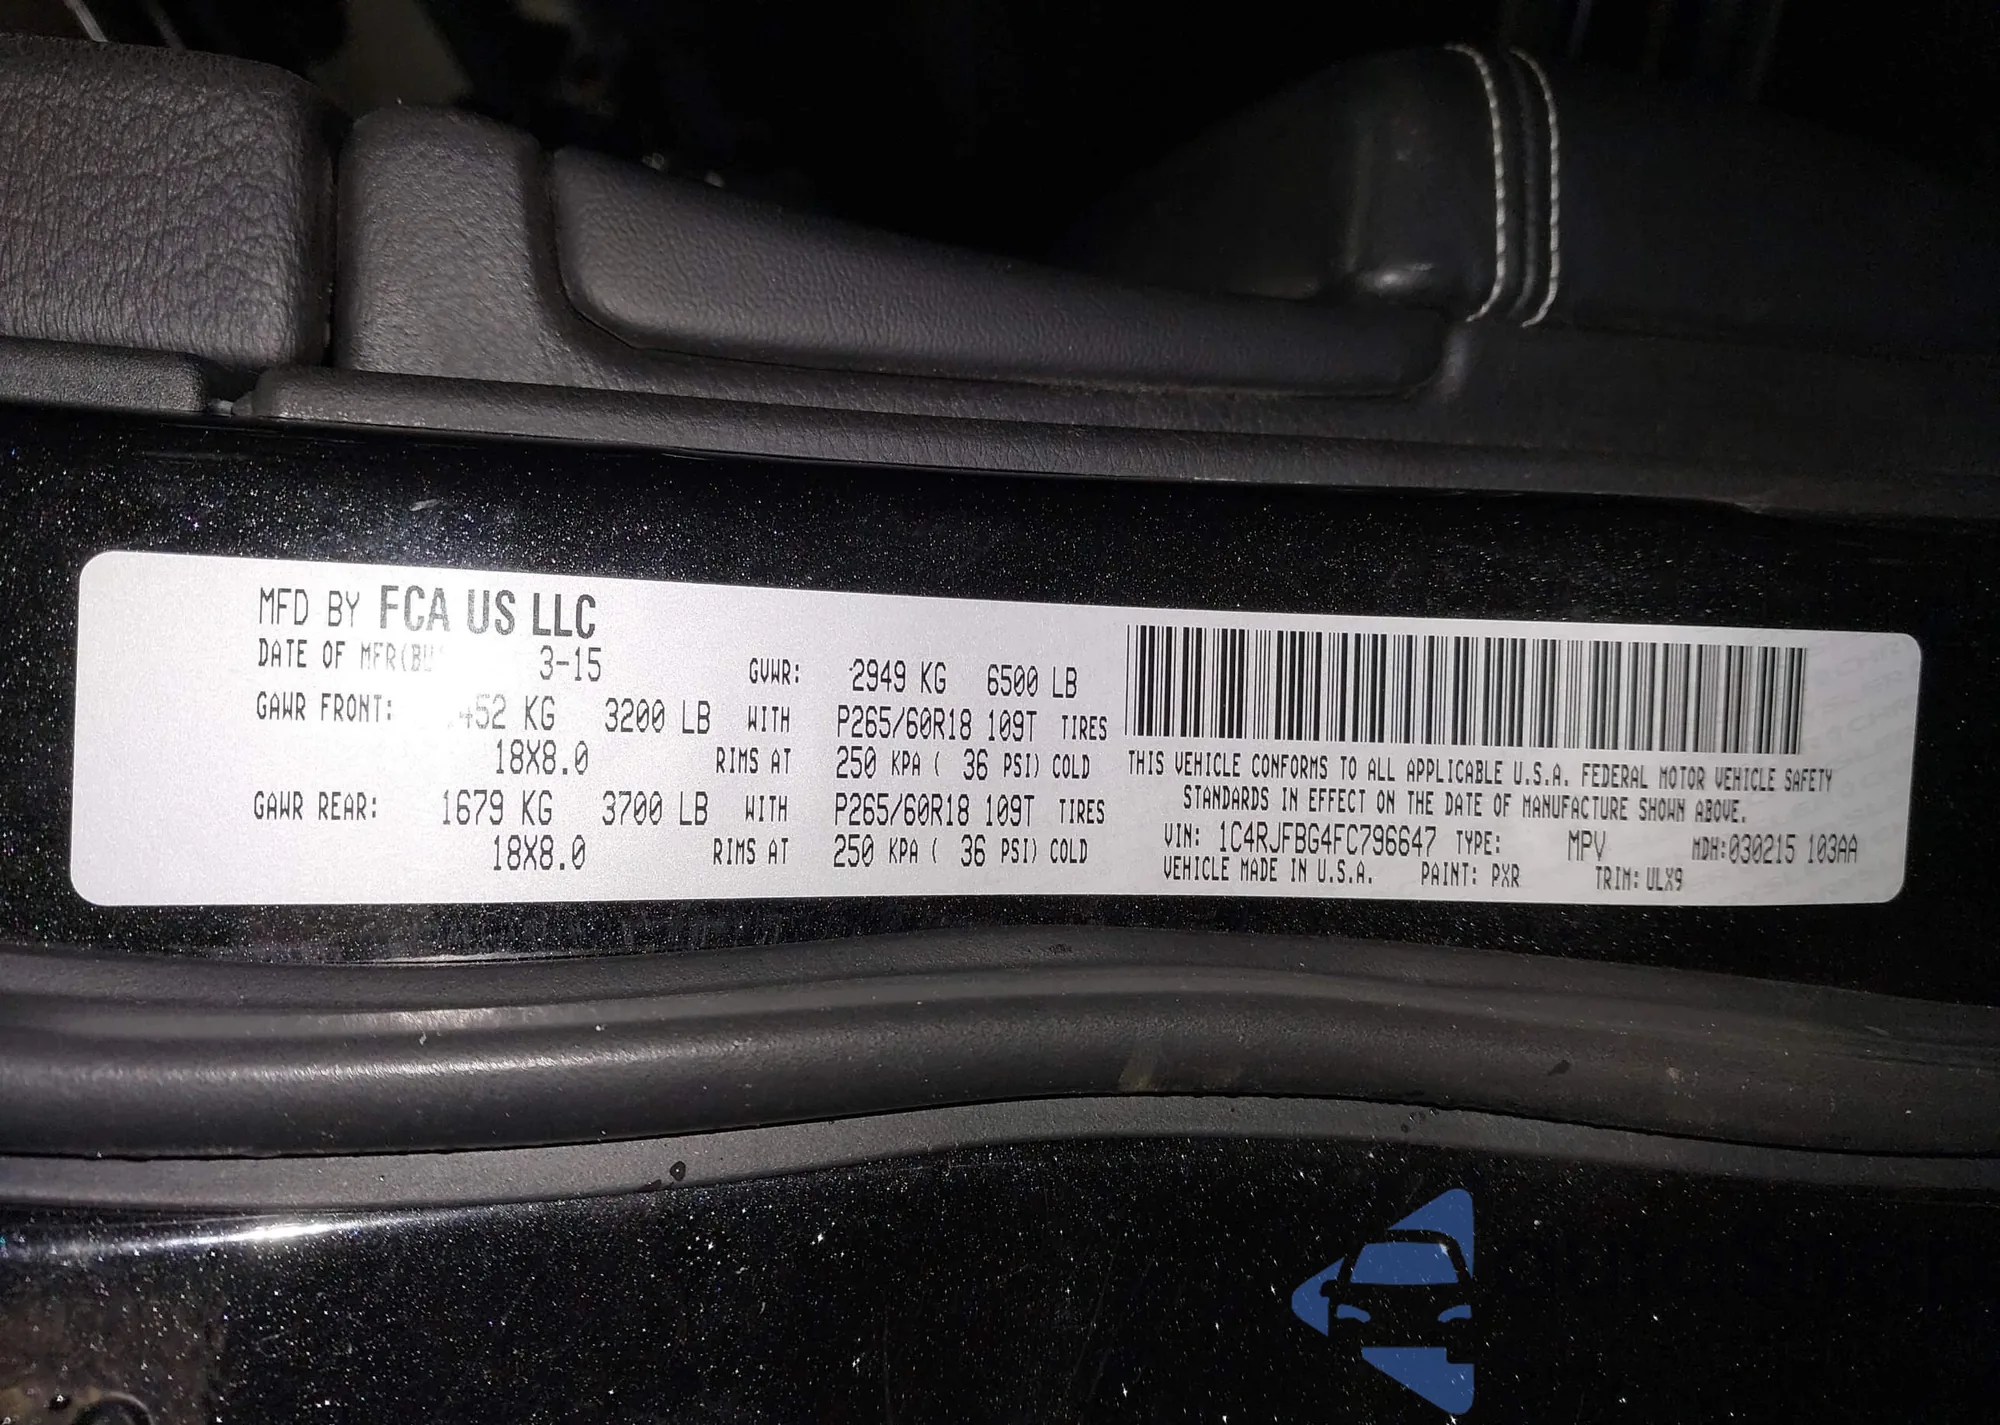 MFD BY FCA US LLC
DATE OF MFR 3-15 GVWR: 2949 KG 6500 LB
GAWR FRONT: 452 KG 3200 LB WITH P265/60R18 109T TIRES
18X8.0 RIMS AT 250 KPA ( 36 PSI) COLD
GAWR REAR: 1679 KG 3700 LB WITH P265/60R18 109T TIRES
18X8.0 RIMS AT 250 KPA ( 36 PSI) COLD
THIS VEHICLE CONFORMS TO ALL APPLICABLE U.S.A. FEDERAL MOTOR VEHICLE SAFETY
STANDARDS IN EFFECT ON THE DATE OF MANUFACTURE SHOWN ABOVE.
VIN: 1C4RJFBG4FC796647 TYPE: MPV MDH:030215 103AA
VEHICLE MADE IN U.S.A. PAINT: PXR TRIM: ULX9